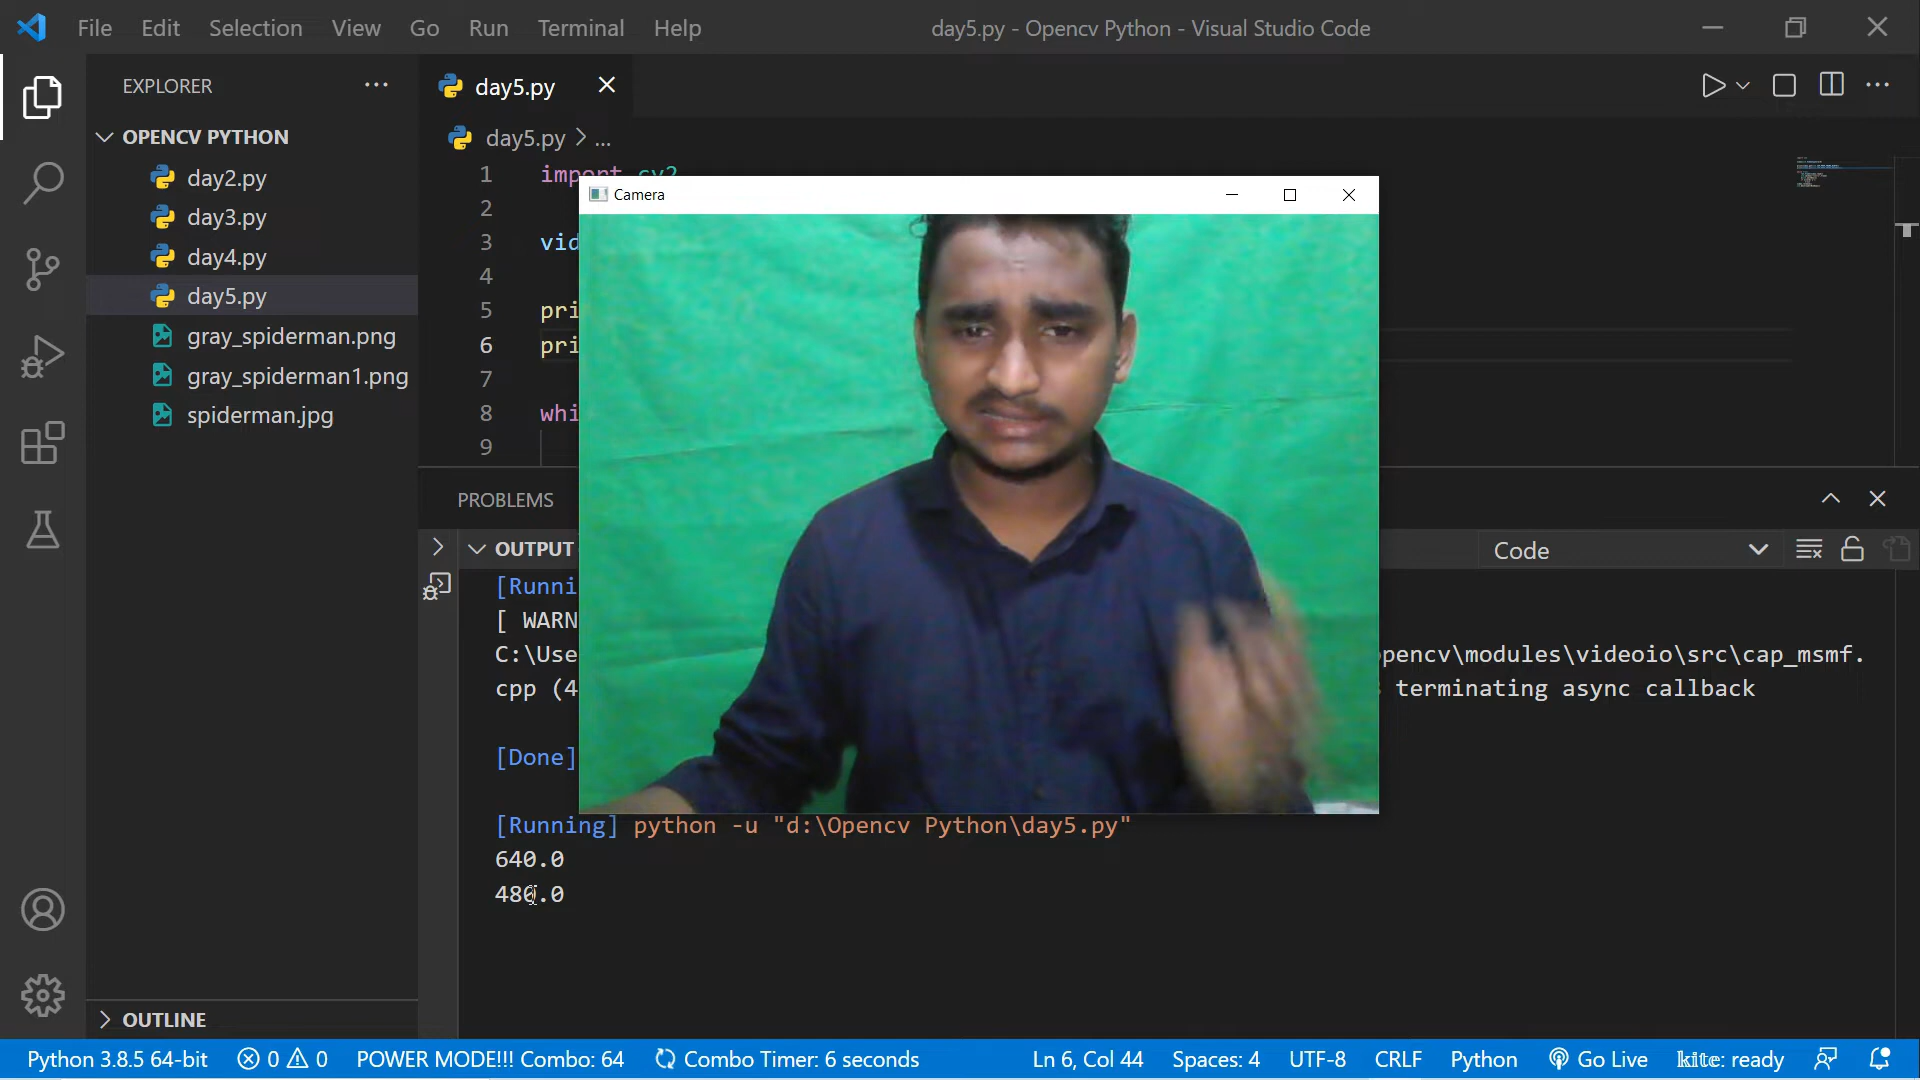 File Edit Selection View Go Run Terminal Help
day5.py - Opencv Python - Visual Studio Code
EXPLORER
day5.py
OPENCV PYTHON
day5.py > ...
day2.py
day3.py
day4.py
day5.py
gray_spiderman.png
gray_spiderman1.png
spiderman.jpg
1 import cv2
2
3 vid
4
5 pri
6 pri
7
8 whi
9
Camera
PROBLEMS
OUTPUT
Code
[Runni
[ WARN
C:\Use
pencv\modules\videoio\src\cap_msmf.
cpp (4
terminating async callback
[Done]
[Running] python -u "d:\Opencv Python\day5.py"
640.0
480.0
OUTLINE
Python 3.8.5 64-bit 0 0 POWER MODE!!! Combo: 64 Combo Timer: 6 seconds Ln 6, Col 44 Spaces: 4 UTF-8 CRLF Python Go Live kite: ready